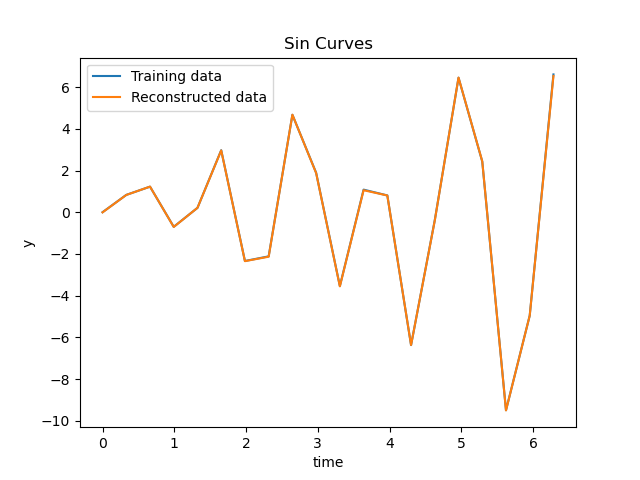 Sin Curves
Training data
Reconstructed data
6
4
2
0
−2
−4
−6
−8
−10
y
0 1 2 3 4 5 6
time